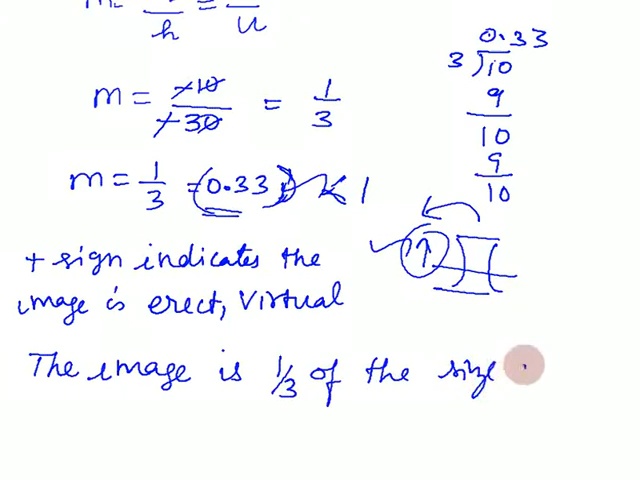 h u
m = -10 / -30 = 1/3
m = 1/3 = (0.33) < 1
+ sign indicates the
image is erect, Virtual
The image is 1/3 of the size
0.33
3 ) 10
9
10
9
10